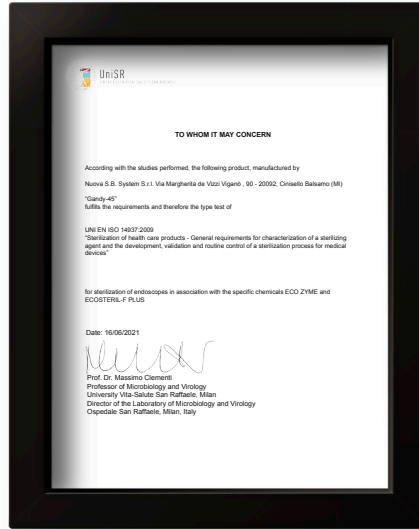 UniSR
TO WHOM IT MAY CONCERN
According with the studies performed, the following product, manufactured by
Nuova S.B. System S.r.l. Via Margherita de Vizzi Viganò , 90 - 20092, Cinisello Balsamo (MI)
“Gandy-45”
fulfills the requirements and therefore the type test of
UNI EN ISO 14937:2009
“Sterilization of health care products - General requirements for characterization of a sterilizing
agent and the development, validation and routine control of a sterilization process for medical
devices”
for sterilization of endoscopes in association with the specific chemicals ECO ZYME and
ECOSTERIL-F PLUS
Date: 16/06/2021
Prof. Dr. Massimo Clementi
Professor of Microbiology and Virology
University Vita-Salute San Raffaele, Milan
Director of the Laboratory of Microbiology and Virology
Ospedale San Raffaele, Milan, Italy